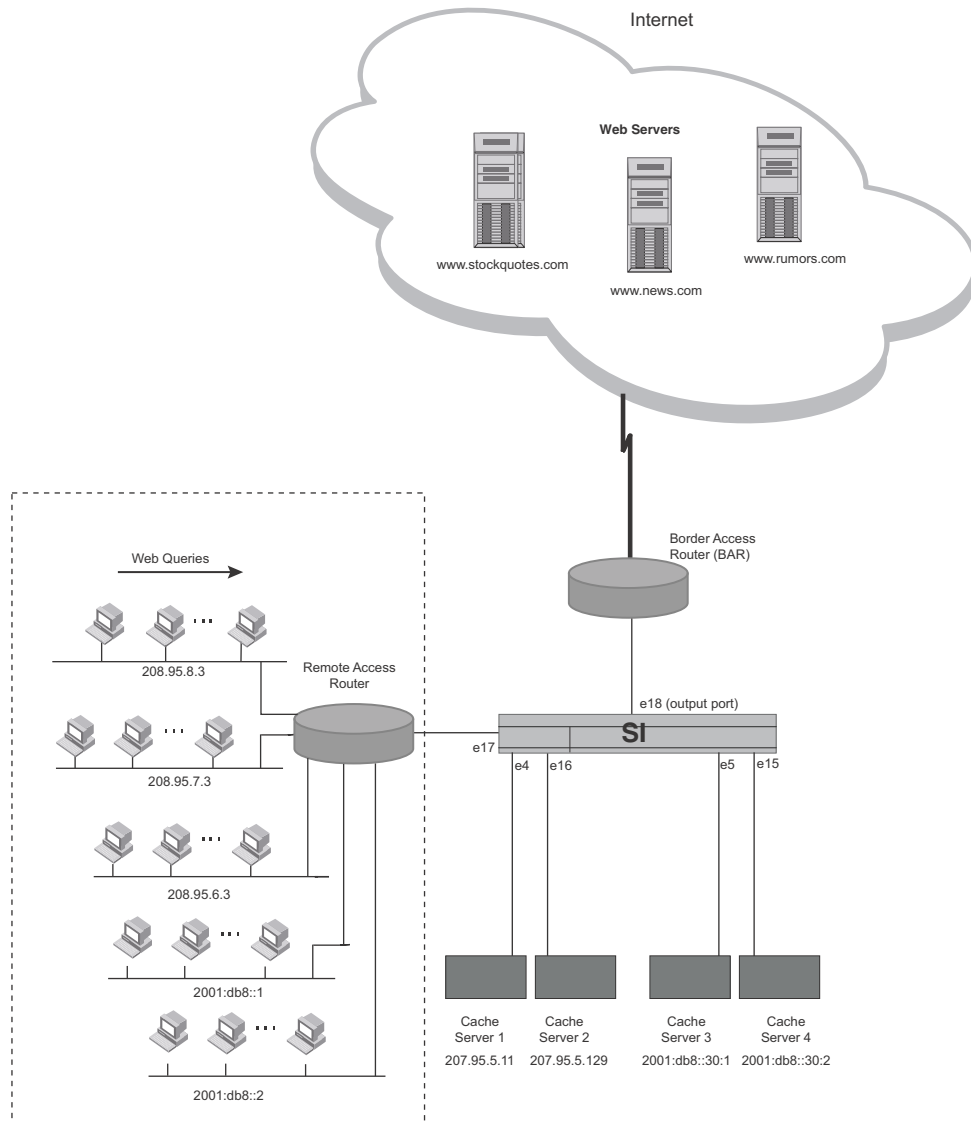 Internet
Web Servers
www.stockquotes.com
www.news.com
www.rumors.com
Border Access
Router (BAR)
Web Queries
208.95.8.3
208.95.7.3
208.95.6.3
2001:db8::1
2001:db8::2
Remote Access
Router
e18 (output port)
SI
e17
e4
e16
e5
e15
Cache
Server 1
207.95.5.11
Cache
Server 2
207.95.5.129
Cache
Server 3
2001:db8::30:1
Cache
Server 4
2001:db8::30:2